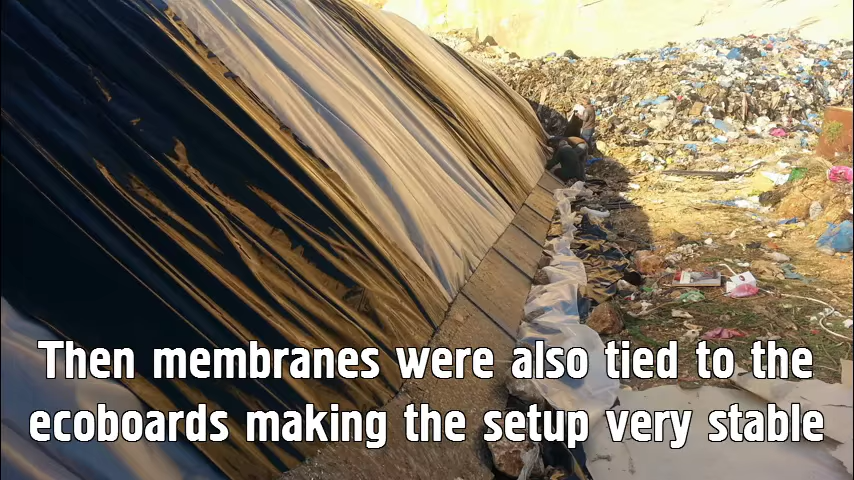 Then membranes were also tied to the
ecoboards making the setup very stable